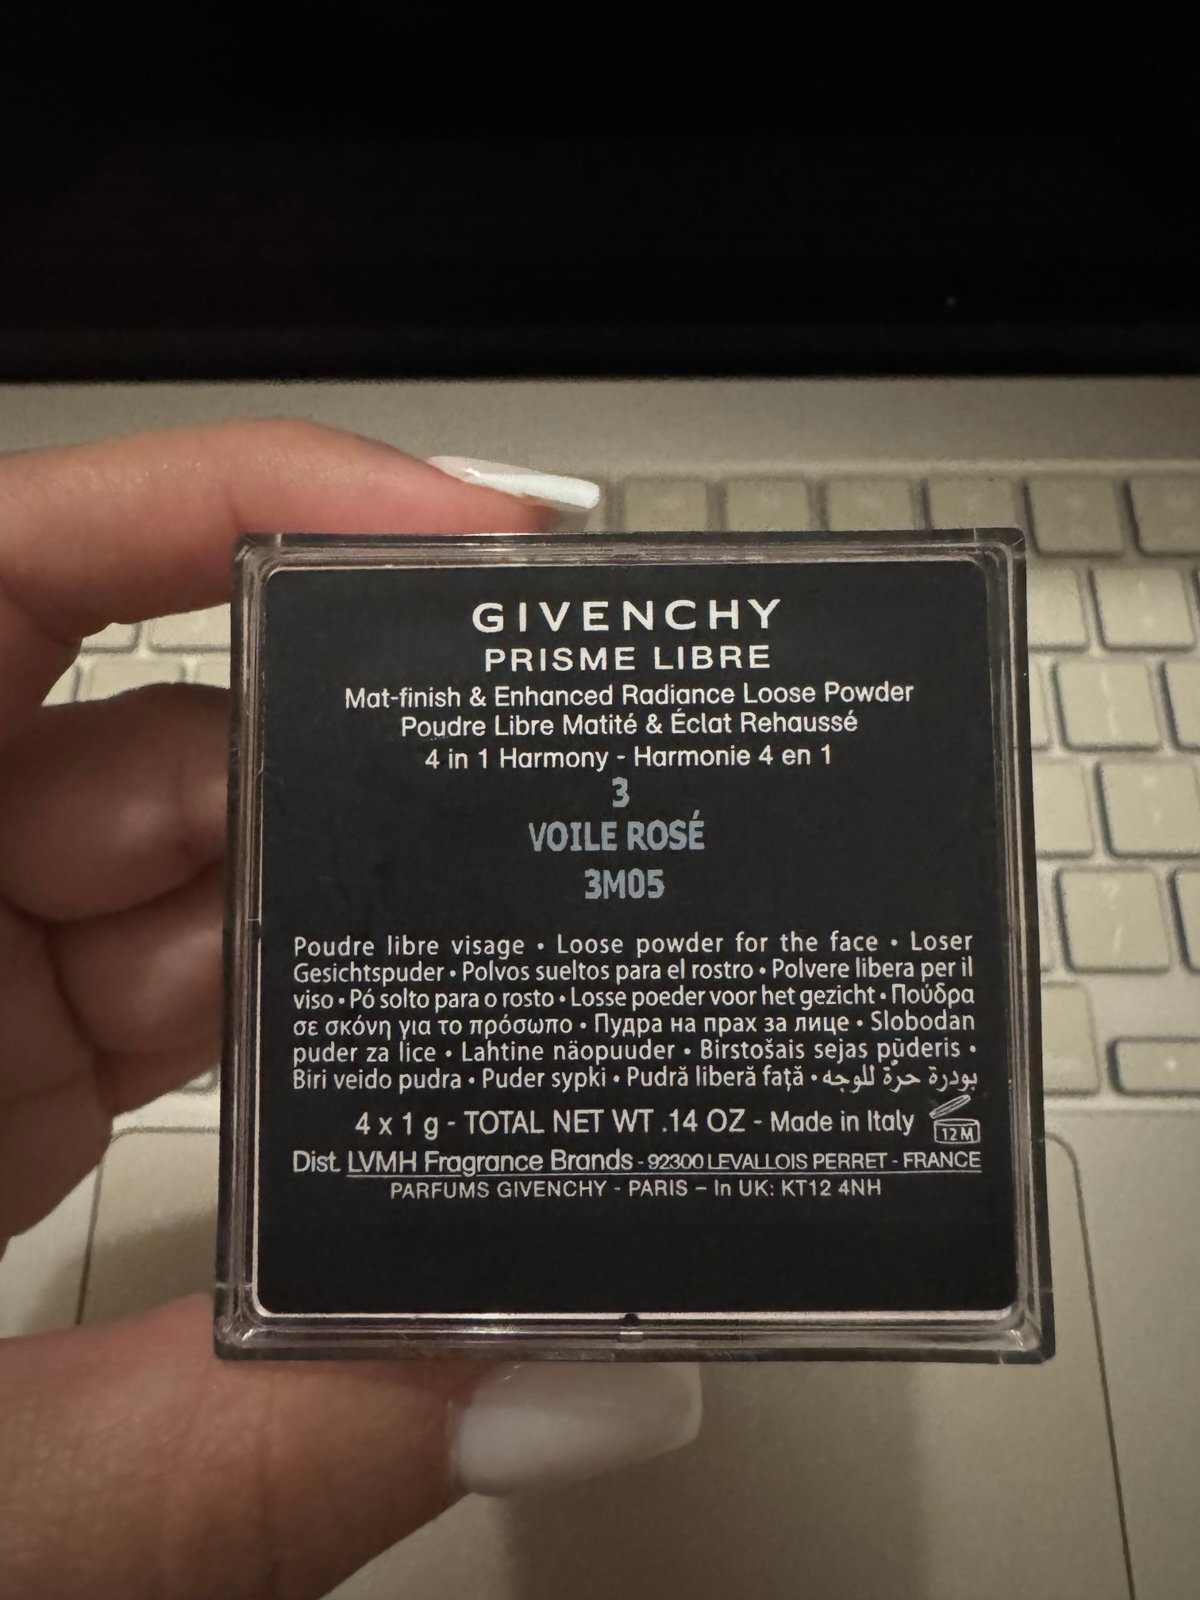 GIVENCHY
PRISME LIBRE
Mat-finish & Enhanced Radiance Loose Powder
Poudre Libre Matité & Éclat Rehaussé
4 in 1 Harmony - Harmonie 4 en 1
3
VOILE ROSÉ
3M05
Poudre libre visage • Loose powder for the face • Loser
Gesichtspuder • Polvos sueltos para el rostro • Polvere libera per il
viso • Pó solto para o rosto • Losse poeder voor het gezicht • Πούδρα
σε σκόνη για το πρόσωπο • Пудра на прах за лице • Slobodan
puder za lice • Lahtine näopuuder • Birstošais sejas pūderis •
Biri veido pudra • Puder sypki • Pudră liberă față • بودرة حرّة للوجه
4 x 1 g - TOTAL NET WT .14 OZ - Made in Italy 12 M
Dist. LVMH Fragrance Brands - 92300 LEVALLOIS PERRET - FRANCE
PARFUMS GIVENCHY - PARIS – In UK: KT12 4NH